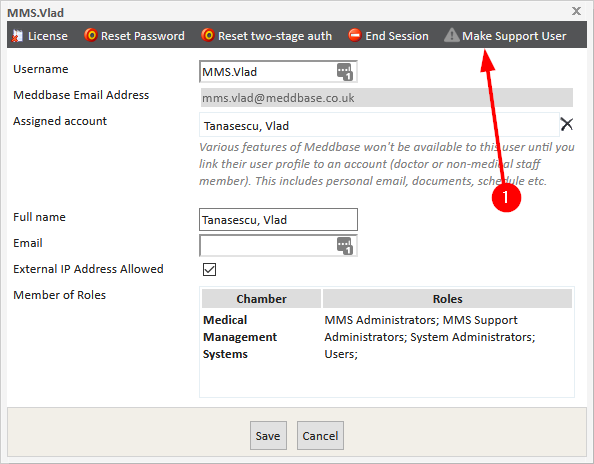 MMS.Vlad
License Reset Password Reset two-stage auth End Session Make Support User
Username MMS.Vlad
Meddbase Email Address mms.vlad@meddbase.co.uk
Assigned account Tanasescu, Vlad
Various features of Meddbase won't be available to this user until you
link their user profile to an account (doctor or non-medical staff
member). This includes personal email, documents, schedule etc.
1
Full name Tanasescu, Vlad
Email
External IP Address Allowed
Member of Roles
Chamber Roles
Medical MMS Administrators; MMS Support
Management Administrators; System Administrators;
Systems Users;
Save Cancel